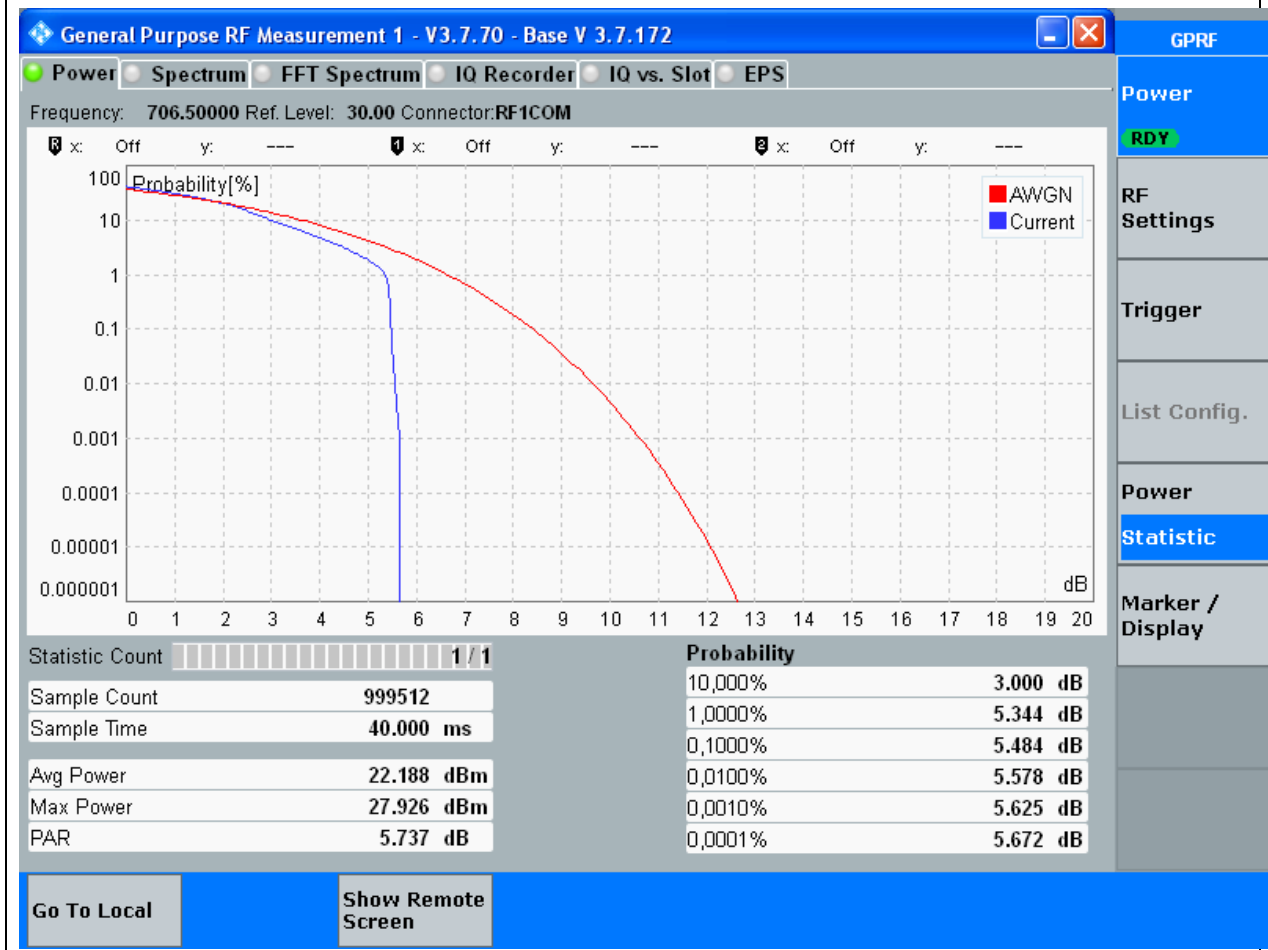 General Purpose RF Measurement 1 - V3.7.70 - Base V 3.7.172
Power Spectrum FFT Spectrum IQ Recorder IQ vs. Slot EPS
Frequency: 706.50000 Ref. Level: 30.00 Connector:RF1COM
R x: Off y: --- 1 x: Off y: --- 2 x: Off y: ---
Probability[%]
100
10
1
0.1
0.01
0.001
0.0001
0.00001
0.000001
AWGN
Current
dB
0 1 2 3 4 5 6 7 8 9 10 11 12 13 14 15 16 17 18 19 20
Statistic Count 1 / 1
Sample Count 999512
Sample Time 40.000 ms
Avg Power 22.188 dBm
Max Power 27.926 dBm
PAR 5.737 dB
Probability
10,000% 3.000 dB
1,0000% 5.344 dB
0,1000% 5.484 dB
0,0100% 5.578 dB
0,0010% 5.625 dB
0,0001% 5.672 dB
GPRF
Power
RDY
RF
Settings
Trigger
List Config.
Power
Statistic
Marker /
Display
Go To Local
Show Remote
Screen